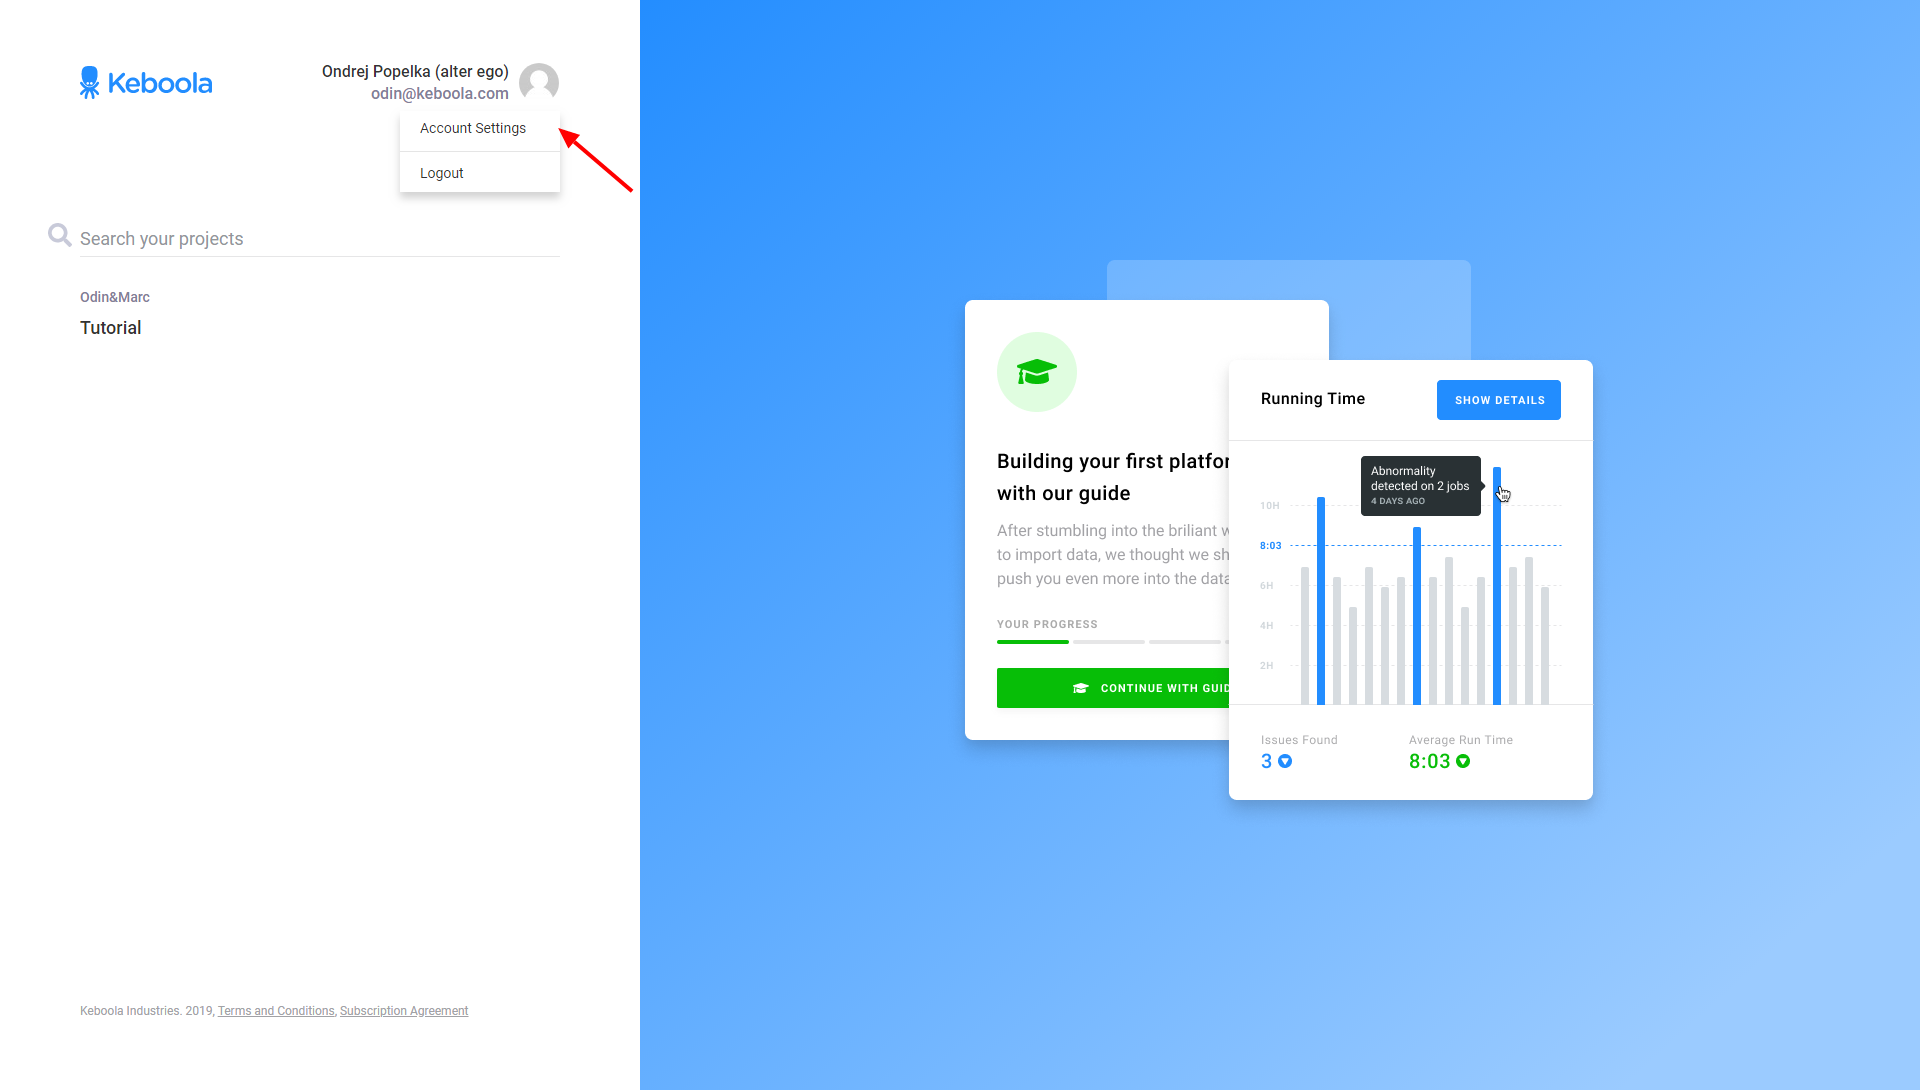 Keboola
Ondrej Popelka (alter ego)
odin@keboola.com
Account Settings
Logout
Search your projects
Odin&Marc
Tutorial
Keboola Industries. 2019, Terms and Conditions, Subscription Agreement
Building your first platfor
with our guide
After stumbling into the briliant w
to import data, we thought we sh
push you even more into the data
YOUR PROGRESS
CONTINUE WITH GUID
Running Time
SHOW DETAILS
Abnormality
detected on 2 jobs
4 DAYS AGO
10H
8:03
6H
4H
2H
Issues Found
3
Average Run Time
8:03